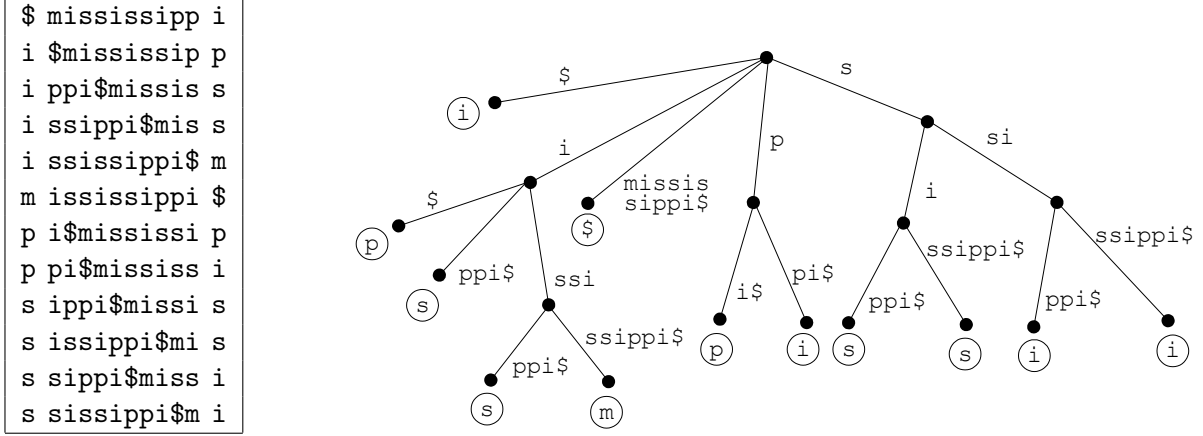 $ mississipp i
i $mississip p
i ppi$missis s
i ssippi$mis s
i ssissippi$ m
m ississippi $
p i$mississi p
p pi$mississ i
s ippi$missi s
s issippi$mi s
s sippi$miss i
s sissippi$m i
$
s
i
i
p
si
$
missis
sippi$
i
p
$
ssippi$
s
ppi$
ssi
ssippi$
i$
pi$
ppi$
ppi$
ssippi$
p
i
s
s
i
i
ppi$
s
m